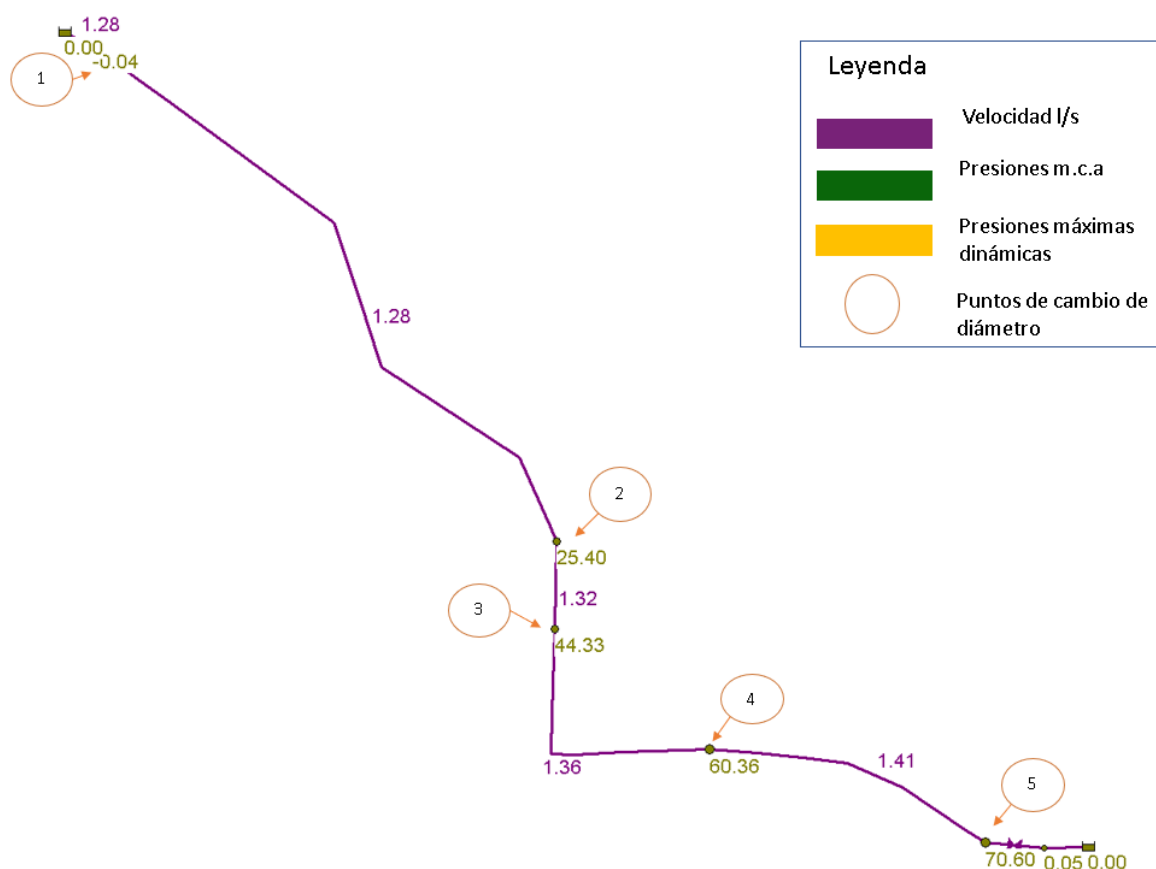 1.28
0.00
-0.04
1
Leyenda
Velocidad l/s
Presiones m.c.a
Presiones máximas
dinámicas
Puntos de cambio de
diámetro
1.28
2
25.40
1.32
3
44.33
4
1.36
60.36
1.41
5
70.60
0.05
0.00